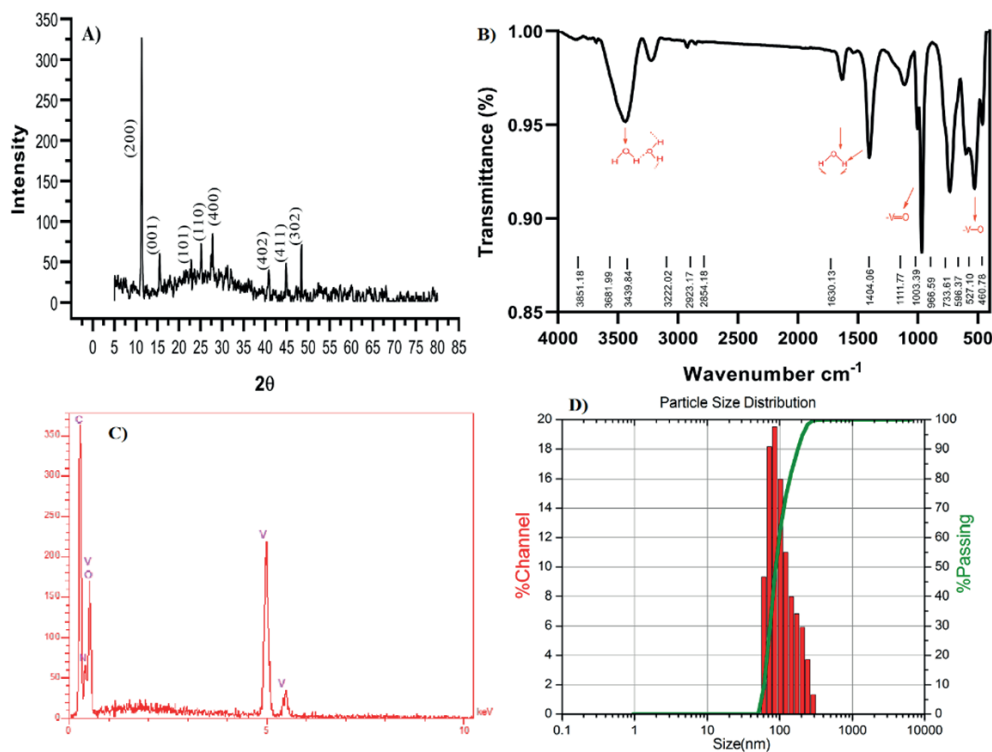 A)
350
300
250
200
150
100
50
0
Intensity
(200)
(001)
(101)
(110)
(400)
(402)
(411)
(302)
0 5 10 15 20 25 30 35 40 45 50 55 60 65 70 75 80 85
2θ
B)
1.00
0.95
0.90
0.85
Transmittance (%)
H O H O H H
H O H
-V=O
-V-O
3851.18
3681.99
3439.84
3222.02
2923.17
2854.18
1630.13
1404.06
1111.77
1003.39
966.59
733.61
596.37
527.10
460.78
4000 3500 3000 2500 2000 1500 1000 500
Wavenumber cm-1
C)
350
300
250
200
150
100
50
0
C
N
V
O
V
V
0 5 10
keV
Particle Size Distribution
D)
20
18
16
14
12
10
8
6
4
2
0
%Channel
100
90
80
70
60
50
40
30
20
10
0
%Passing
0.1 1 10 100 1000 10000
Size(nm)